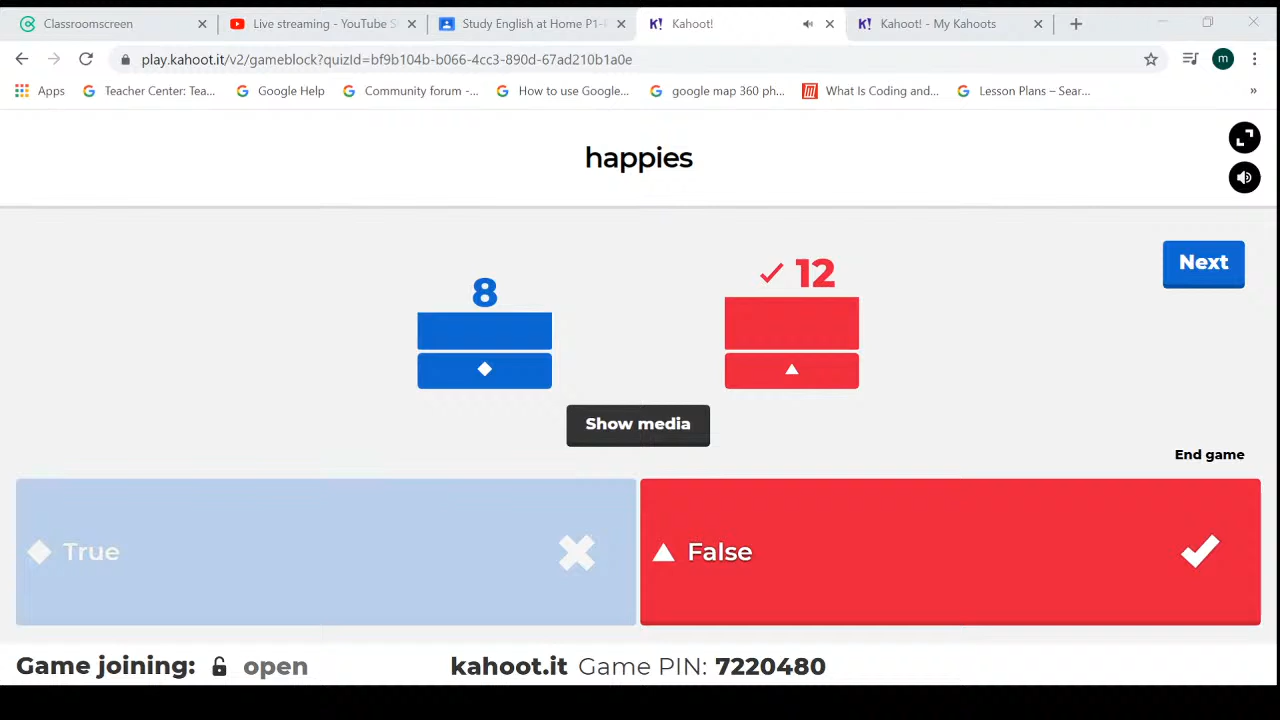 Classroomscreen
Live streaming - YouTube S
Study English at Home P1-
Kahoot!
Kahoot! - My Kahoots
play.kahoot.it/v2/gameblock?quizId=bf9b104b-b066-4cc3-890d-67ad210b1a0e
m
Apps
Teacher Center: Tea...
Google Help
Community forum -...
How to use Google...
google map 360 ph...
What Is Coding and...
Lesson Plans – Sear...
»
happies
Next
8
12
Show media
End game
True
False
Game joining: open
kahoot.it Game PIN: 7220480